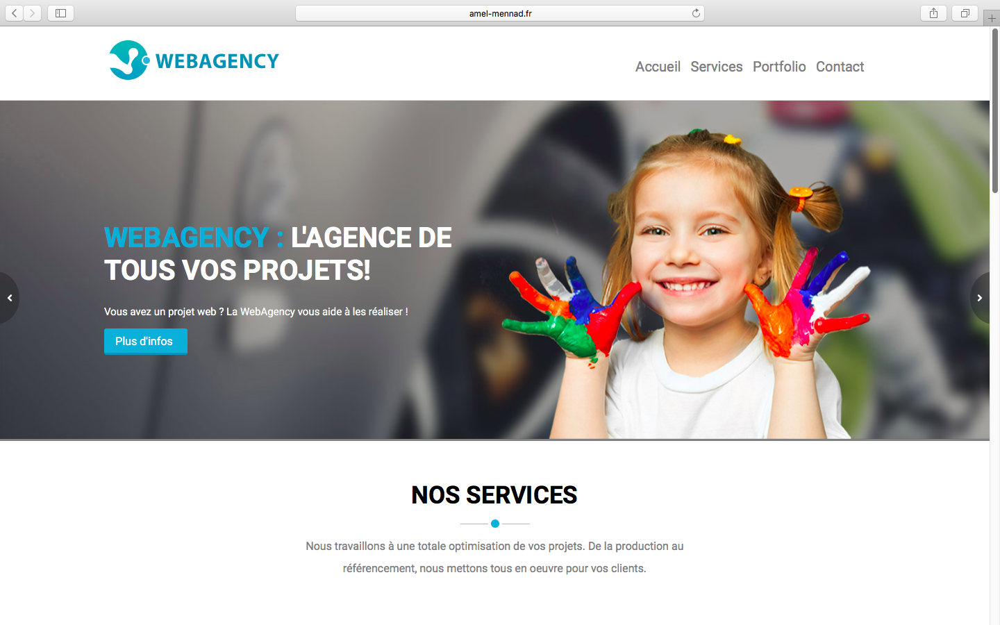 amel-mennad.fr
WEBAGENCY
Accueil Services Portfolio Contact
WEBAGENCY : L'AGENCE DE
TOUS VOS PROJETS!
Vous avez un projet web ? La WebAgency vous aide à les réaliser !
Plus d'infos
NOS SERVICES
Nous travaillons à une totale optimisation de vos projets. De la production au
référencement, nous mettons tous en oeuvre pour vos clients.